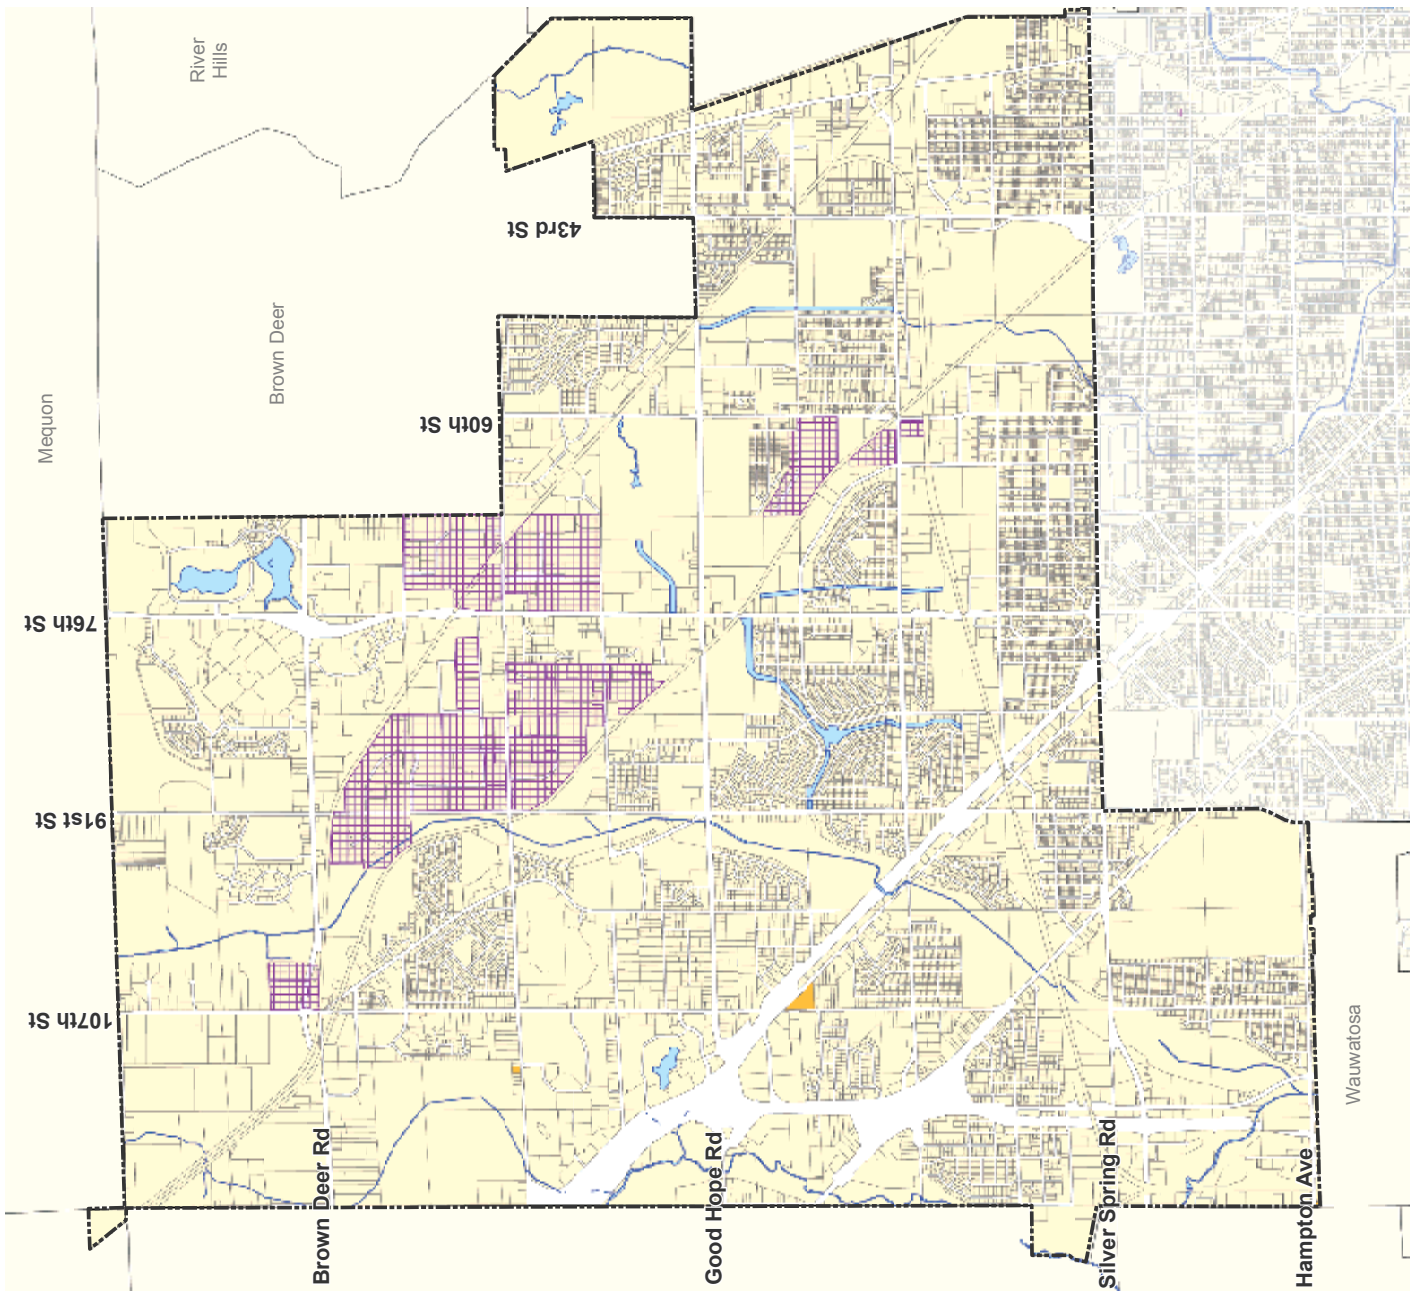 River
Hills
Brown Deer
Mequon
43rd St
60th St
76th St
91st St
107th St
Brown Deer Rd
Good Hope Rd
Silver Spring Rd
Hampton Ave
Wauwatosa